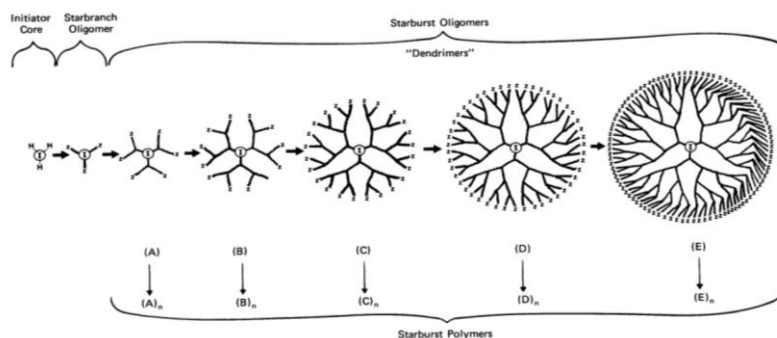 Initiator Core
Starbranch Oligomer
Starburst Oligomers
"Dendrimers"
H H I H
Z Z I Z
I
I
I
I
I
(A)
(B)
(C)
(D)
(E)
(A)n
(B)n
(C)n
(D)n
(E)n
Starburst Polymers